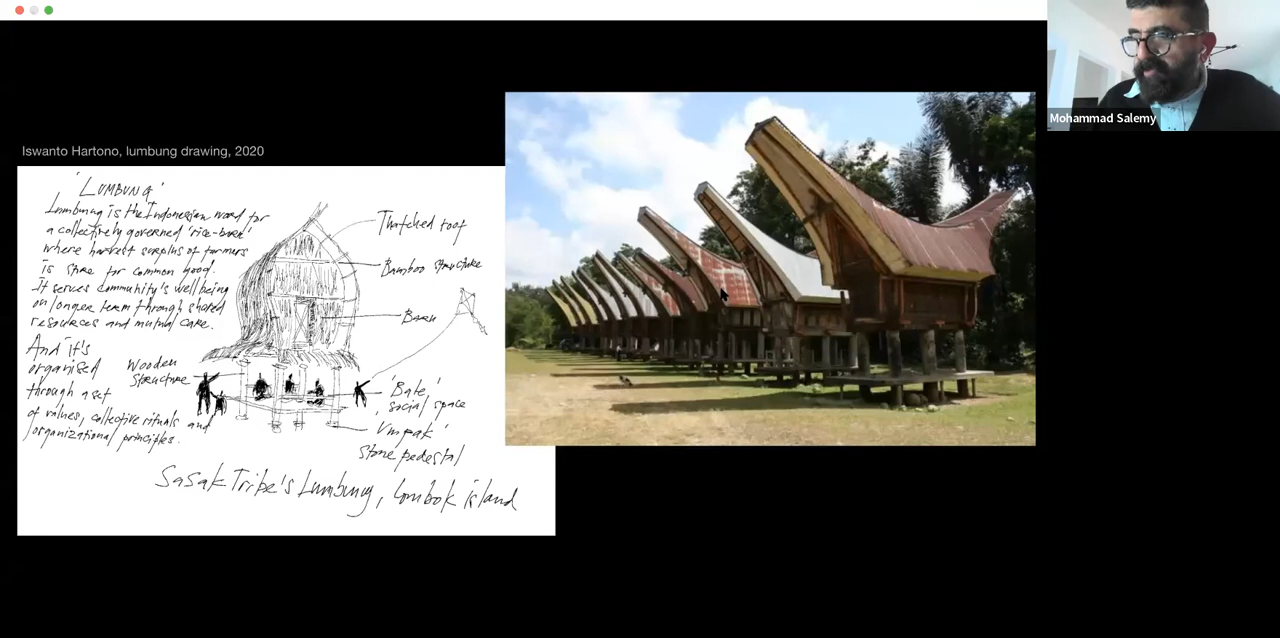 Iswanto Hartono, lumbung drawing, 2020
'LUMBUNG'
Lumbung is the Indonesian word for
a collectively governed 'rice-barn'
where harvest surplus of farmers
is share for common good.
It serves community's well being
on longer term through shared
resources and mutual care.
And it's
organised
through a set
of values, collective rituals and
organizational principles.
Thatched roof
Bamboo structure
Barn
Wooden
structure
'Bale,'
social space
'Umpak'
stone pedestal
Sasak Tribe's Lumbung, Lombok island
Mohammad Salemy